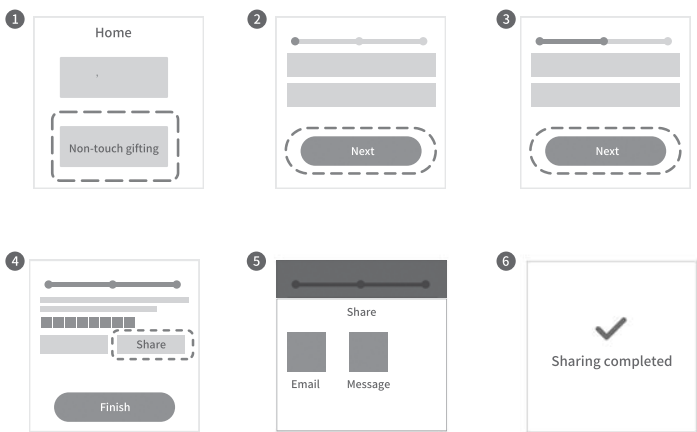 1
Home
Non-touch gifting
2
Next
3
Next
4
Share
Finish
5
Share
Email Message
6
Sharing completed